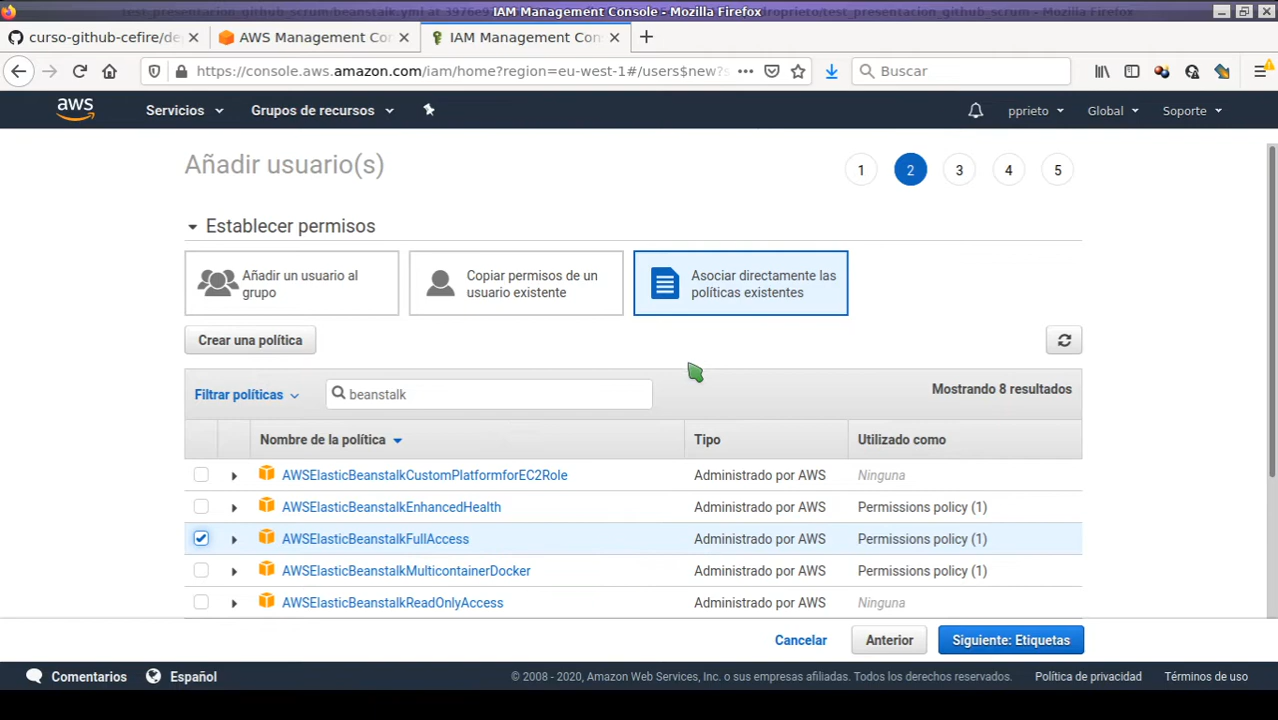 IAM Management Console - Mozilla Firefox
curso-github-cefire/de
AWS Management Co
IAM Management Con
https://console.aws.amazon.com/iam/home?region=eu-west-1#/users$new?s
Buscar
aws
Servicios
Grupos de recursos
pprieto
Global
Soporte
Añadir usuario(s)
1
2
3
4
5
Establecer permisos
Añadir un usuario al
grupo
Copiar permisos de un
usuario existente
Asociar directamente las
políticas existentes
Crear una política
Filtrar políticas
beanstalk
Mostrando 8 resultados
Nombre de la política
Tipo
Utilizado como
AWSElasticBeanstalkCustomPlatformforEC2Role
Administrado por AWS
Ninguna
AWSElasticBeanstalkEnhancedHealth
Administrado por AWS
Permissions policy (1)
AWSElasticBeanstalkFullAccess
Administrado por AWS
Permissions policy (1)
AWSElasticBeanstalkMulticontainerDocker
Administrado por AWS
Permissions policy (1)
AWSElasticBeanstalkReadOnlyAccess
Administrado por AWS
Ninguna
Cancelar
Anterior
Siguiente: Etiquetas
Comentarios
Español
© 2008 - 2020, Amazon Web Services, Inc. o sus empresas afiliadas. Todos los derechos reservados.
Política de privacidad
Términos de uso